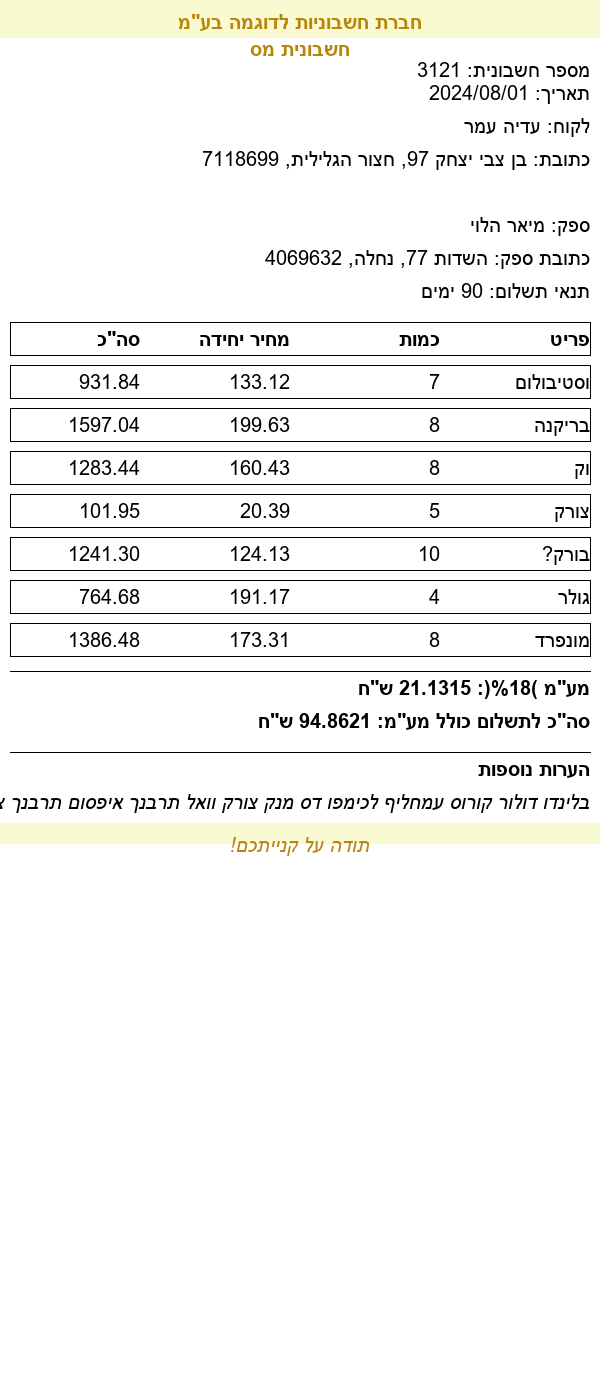 חברת חשבוניות לדוגמה בע"מ
חשבונית מס
מספר חשבונית: 3121
תאריך: 2024/08/01
לקוח: עדיה עמר
כתובת: בן צבי יצחק 97, חצור הגלילית, 7118699
ספק: מיאר הלוי
כתובת ספק: השדות 77, נחלה, 4069632
תנאי תשלום: 90 ימים
פריט כמות מחיר יחידה סה"כ
וסטיבולום 7 133.12 931.84
בריקנה 8 199.63 1597.04
וק 8 160.43 1283.44
צורק 5 20.39 101.95
בורק? 10 124.13 1241.30
גולר 4 191.17 764.68
מונפרד 8 173.31 1386.48
מע"מ )18%(: 21.1315 ש"ח
סה"כ לתשלום כולל מע"מ: 94.8621 ש"ח
הערות נוספות
בלינדו דולור קורוס עמחליף לכימפו דס מנק צורק וואל תרבנך איפסום תרבנך
תודה על קנייתכם!